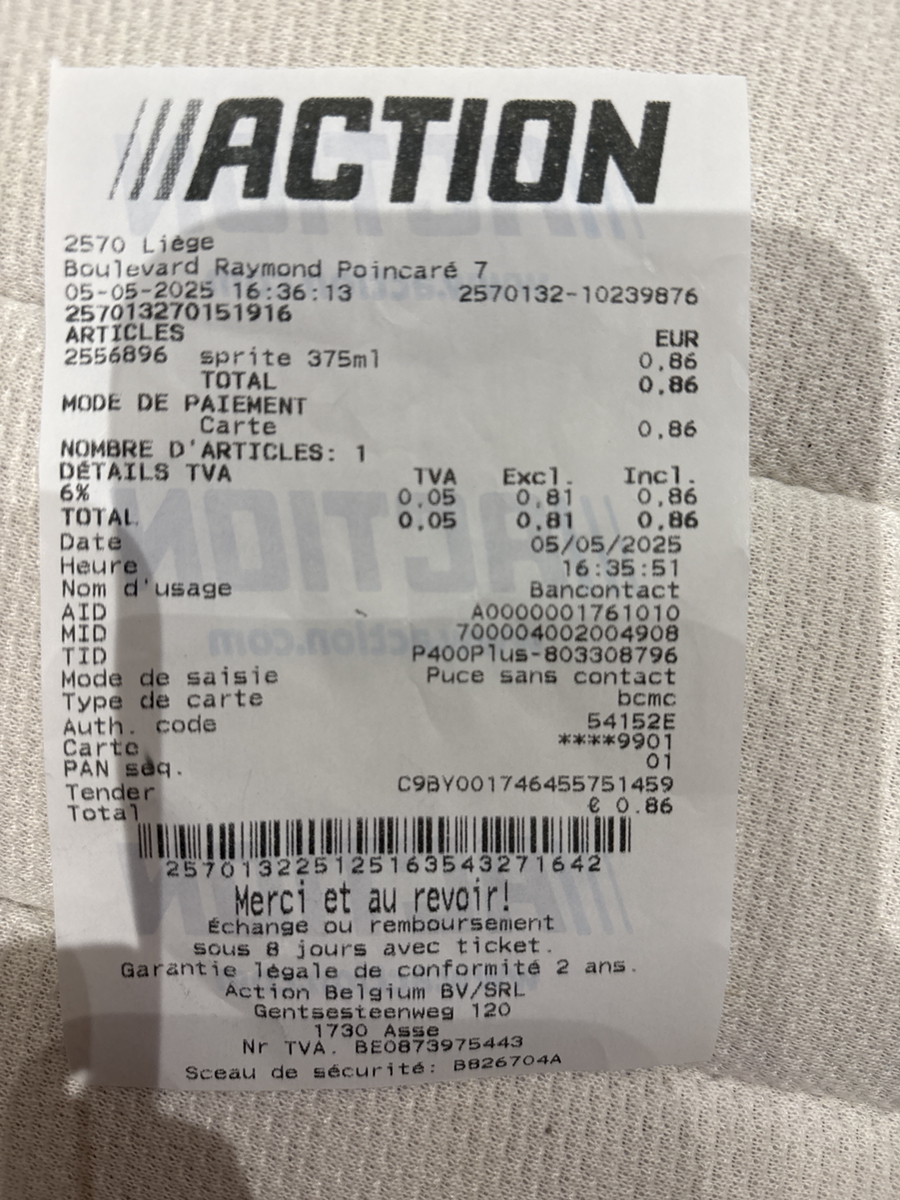 ACTION
2570 Liège
Boulevard Raymond Poincaré 7
05-05-2025 16:36:13 2570132-10239876
257013270151916
ARTICLES EUR
2556896 sprite 375ml 0,86
TOTAL 0,86
MODE DE PAIEMENT
Carte 0,86
NOMBRE D'ARTICLES: 1
DÉTAILS TVA TVA Excl. Incl.
6% 0,05 0,81 0,86
TOTAL 0,05 0,81 0,86
Date 05/05/2025
Heure 16:35:51
Nom d'usage Bancontact
AID A0000001761010
MID 700004002004908
TID P400Plus-803308796
Mode de saisie Puce sans contact
Type de carte bcmc
Auth. code 54152E
Carte ****9901
PAN seq. 01
Tender C9BY001746455751459
Total € 0.86
2570132251251635432​71642
Merci et au revoir!
Échange ou remboursement
sous 8 jours avec ticket.
Garantie légale de conformité 2 ans.
Action Belgium BV/SRL
Gentsesteenweg 120
1730 Asse
Nr TVA. BE0873975443
Sceau de sécurité: B826704A